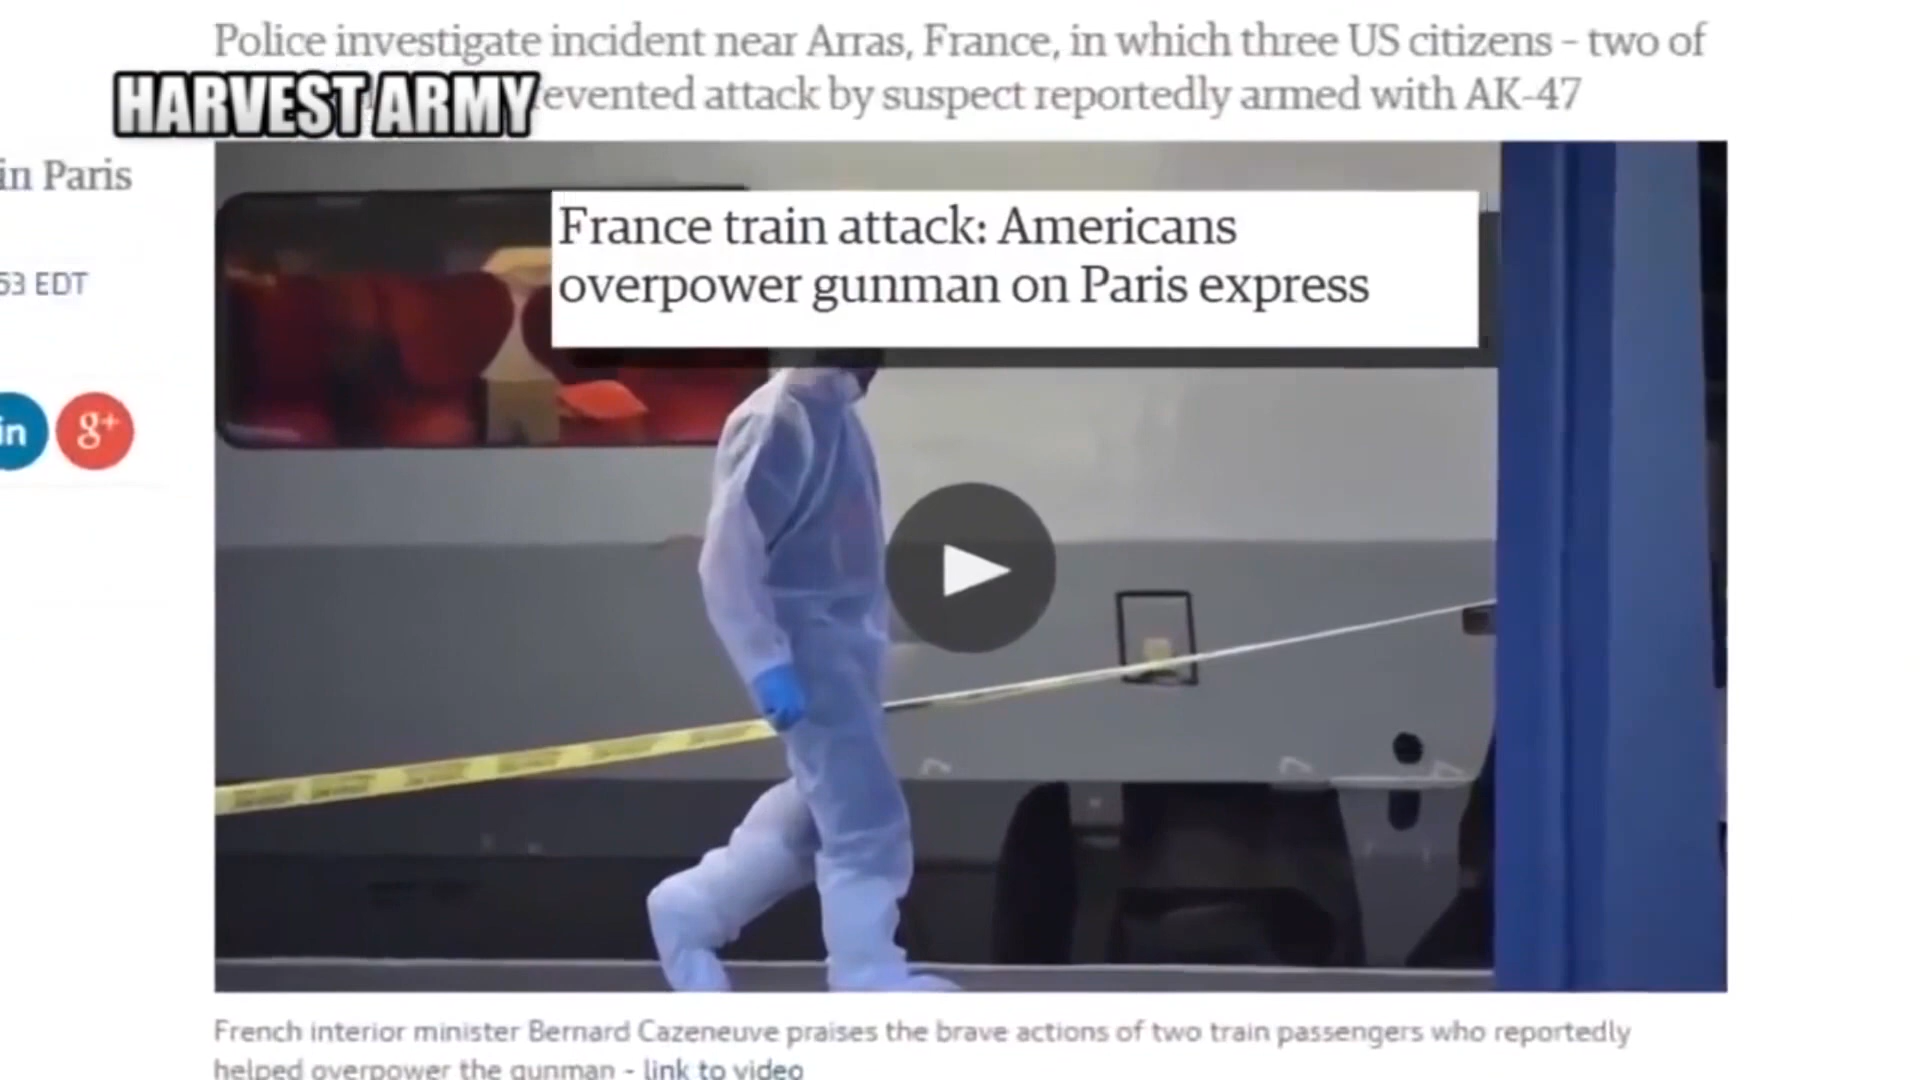 Police investigate incident near Arras, France, in which three US citizens – two of
HARVEST ARMY
evented attack by suspect reportedly armed with AK-47
in Paris
France train attack: Americans
overpower gunman on Paris express
53 EDT
in g+
French interior minister Bernard Cazeneuve praises the brave actions of two train passengers who reportedly
helped overpower the gunman - link to video